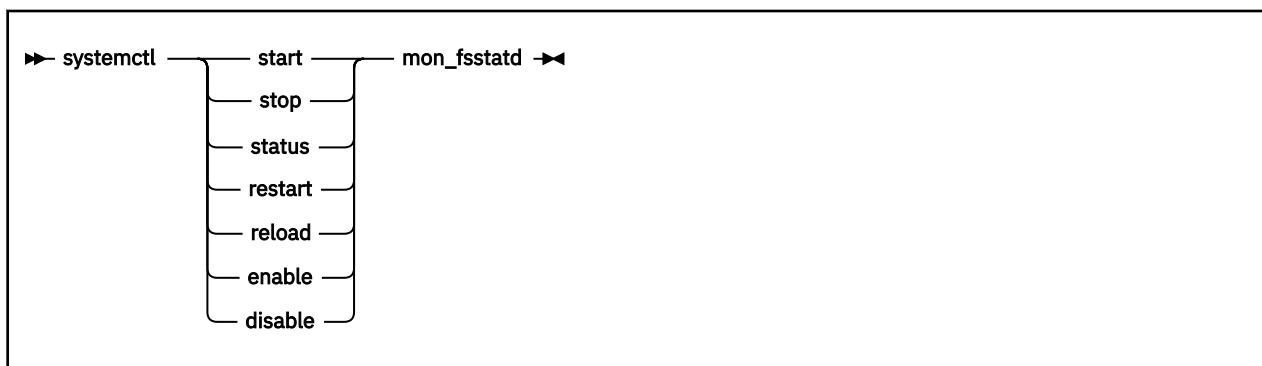 systemctl start mon_fsstatd
stop
status
restart
reload
enable
disable